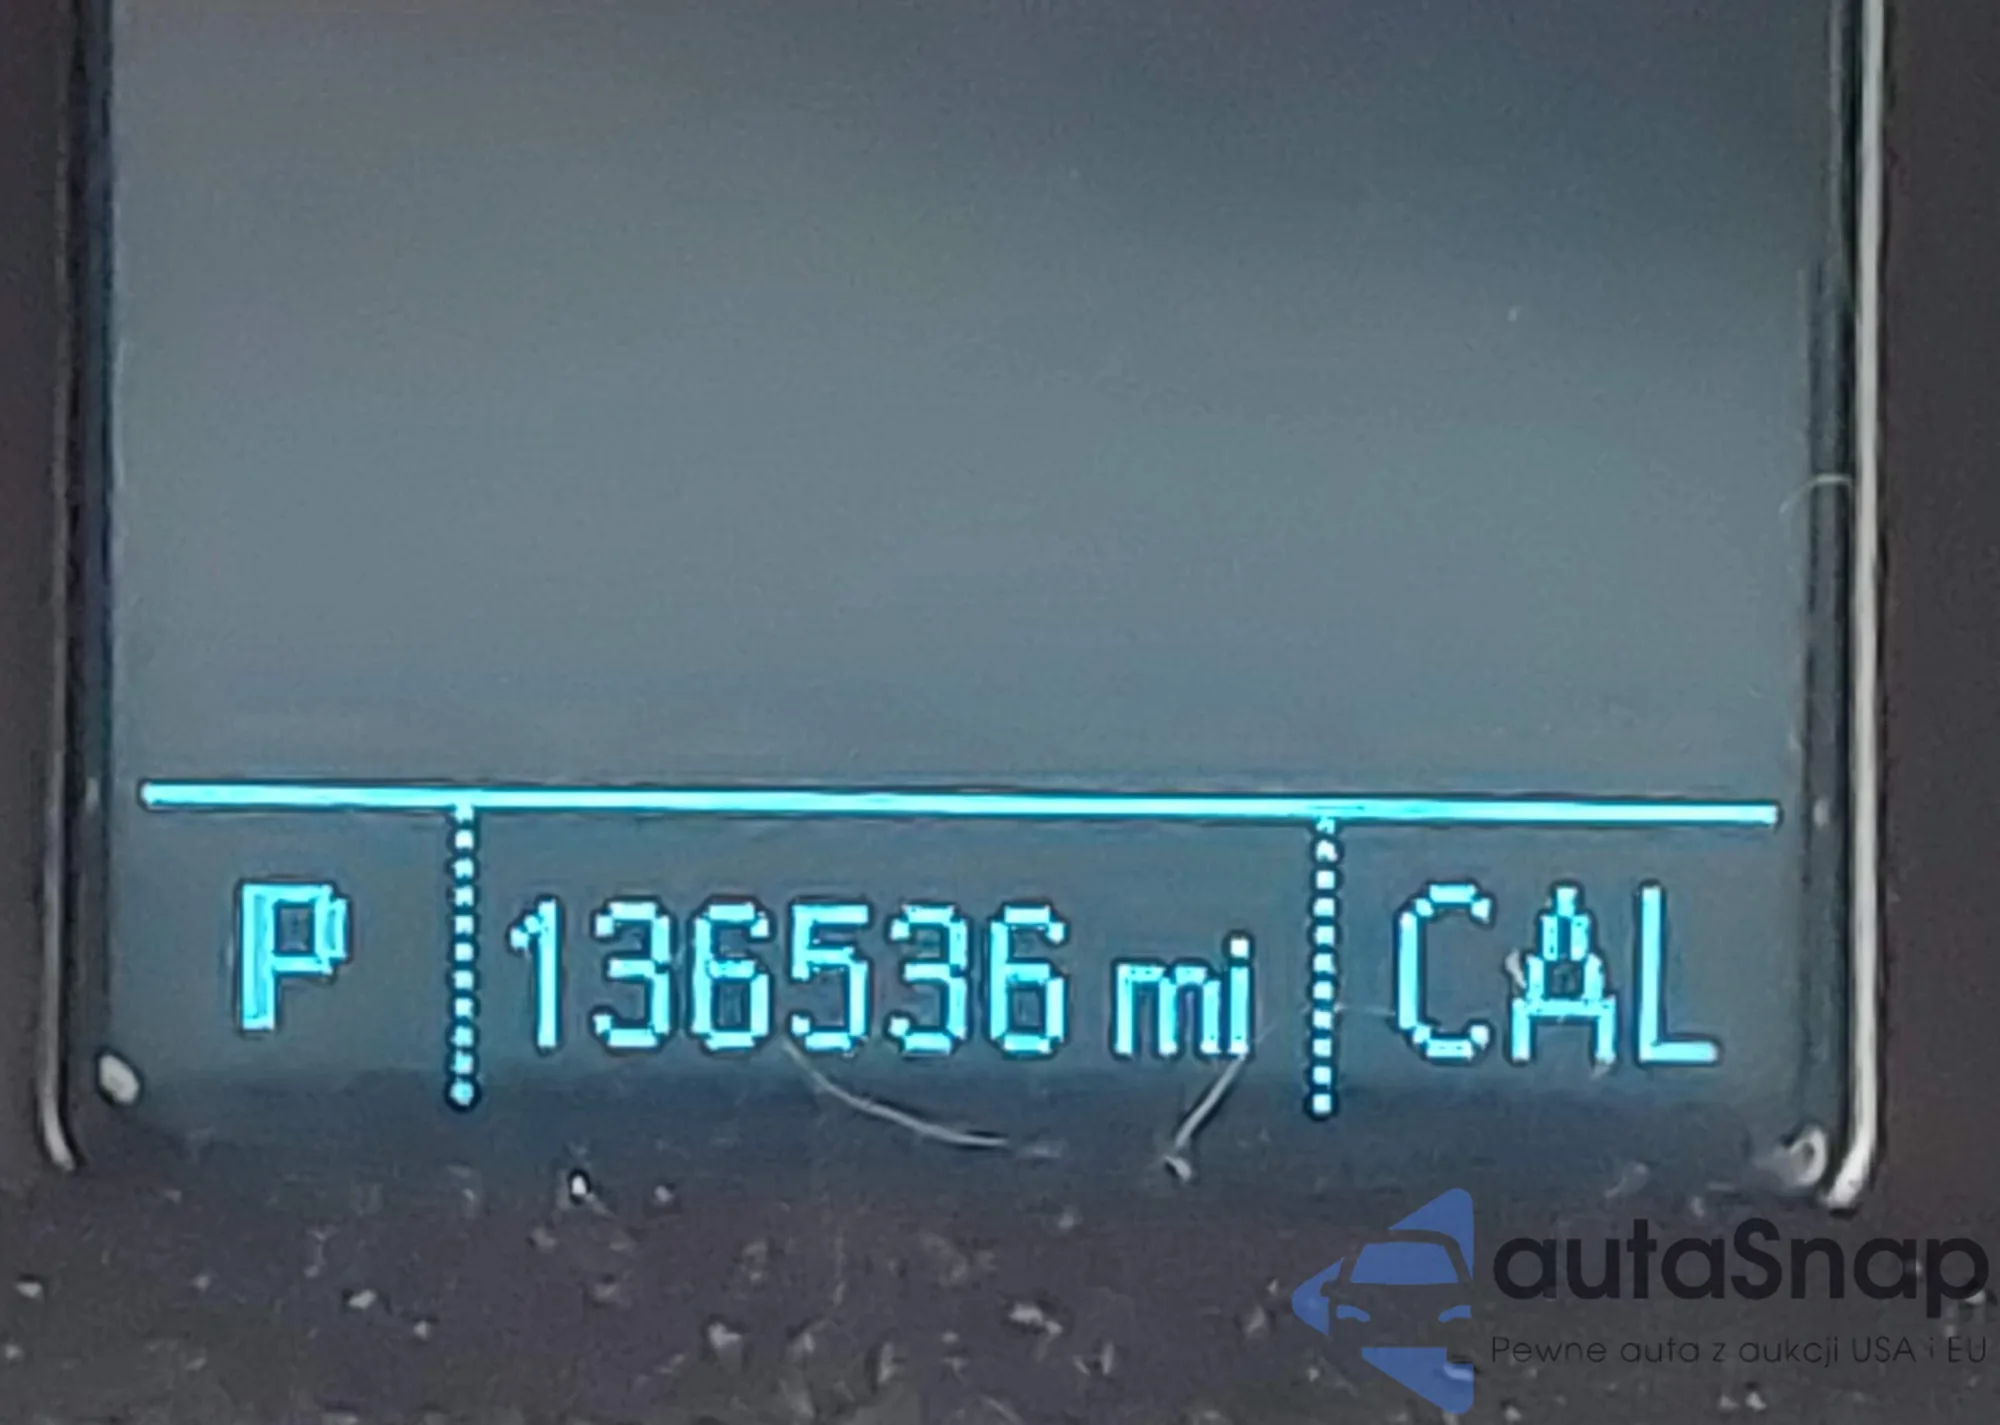 P 136536 mi CAL
autaSnap
Pewne auta z aukcji USA i EU